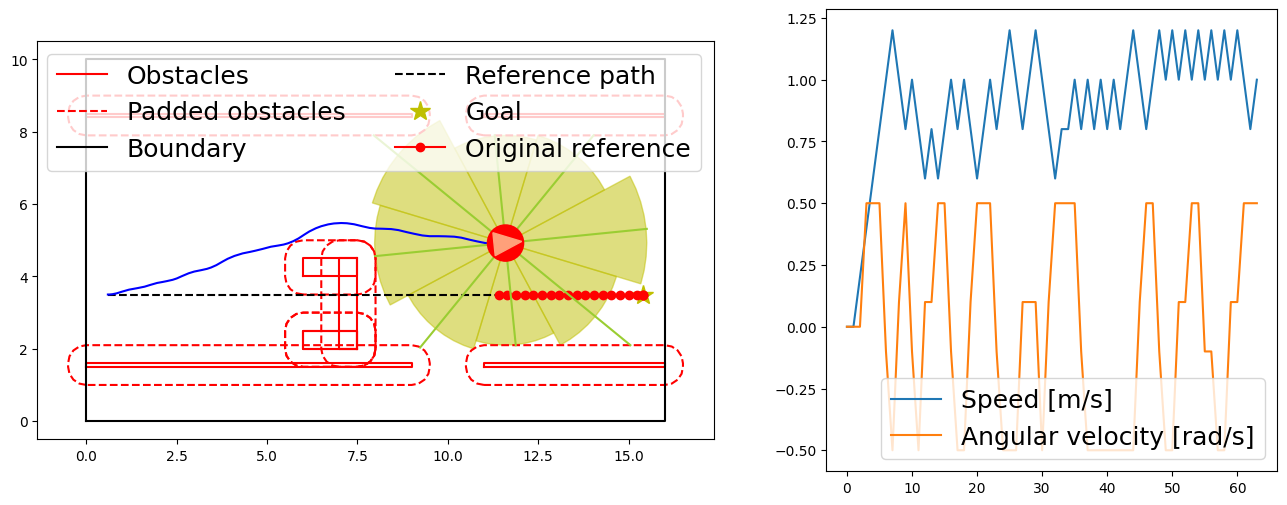 Obstacles
Padded obstacles
Boundary
Reference path
Goal
Original reference
10
8
6
4
2
0
0.0 2.5 5.0 7.5 10.0 12.5 15.0
1.25
1.00
0.75
0.50
0.25
0.00
−0.25
−0.50
Speed [m/s]
Angular velocity [rad/s]
0 10 20 30 40 50 60